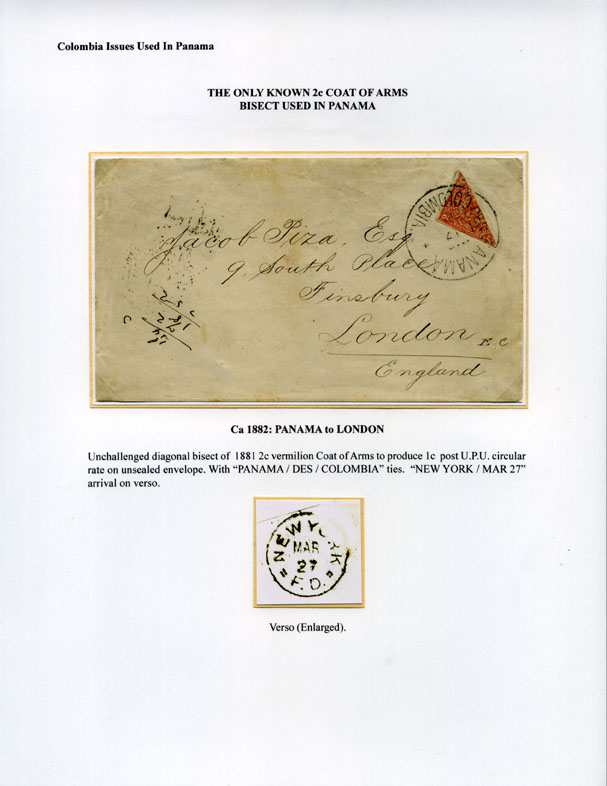 Colombia Issues Used In Panama
THE ONLY KNOWN 2c COAT OF ARMS
BISECT USED IN PANAMA
COLOMBIA
PANAMA
Jacob Piza, Esq
9, South Place
Finsbury
London E C
England
Ca 1882: PANAMA to LONDON
Unchallenged diagonal bisect of 1881 2c vermilion Coat of Arms to produce 1c post U.P.U. circular
rate on unsealed envelope. With “PANAMA / DES / COLOMBIA” ties. “NEW YORK / MAR 27”
arrival on verso.
NEW YORK
MAR
27
F.D.
Verso (Enlarged).